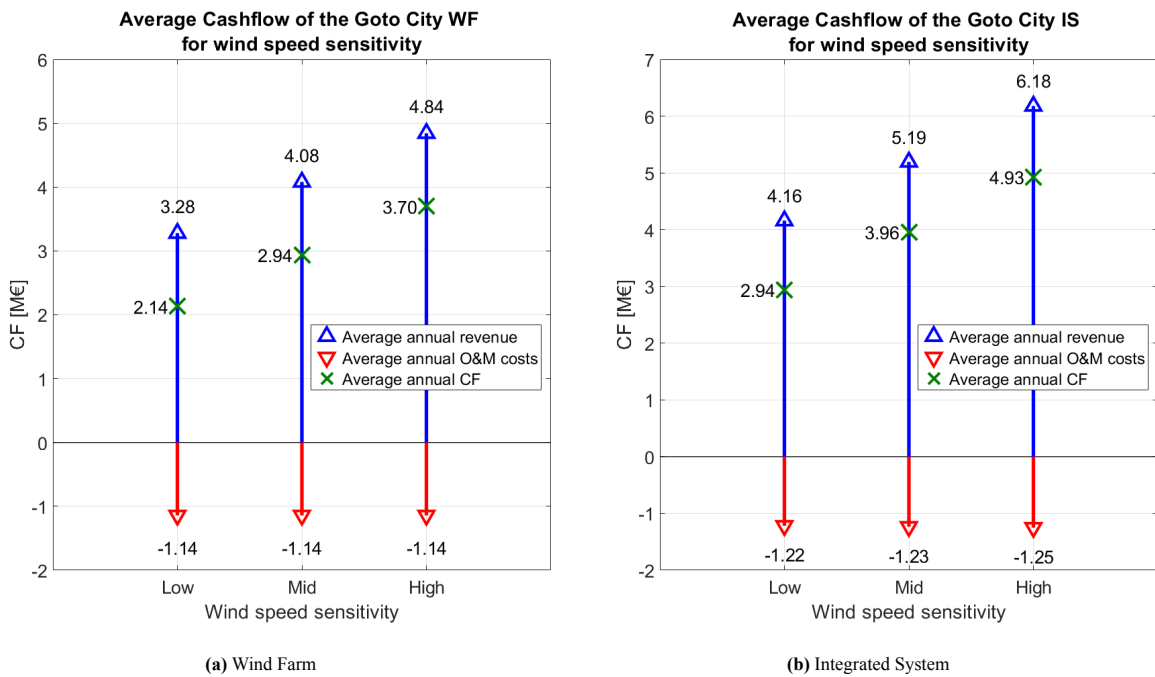 Average Cashflow of the Goto City WF
for wind speed sensitivity
6
5
4
3
2
1
0
-1
-2
CF [M€]
3.28
2.14
-1.14
4.08
2.94
-1.14
4.84
3.70
-1.14
Average annual revenue
Average annual O&M costs
Average annual CF
Low Mid High
Wind speed sensitivity
(a) Wind Farm
Average Cashflow of the Goto City IS
for wind speed sensitivity
7
6
5
4
3
2
1
0
-1
-2
CF [M€]
4.16
2.94
-1.22
5.19
3.96
-1.23
6.18
4.93
-1.25
Average annual revenue
Average annual O&M costs
Average annual CF
Low Mid High
Wind speed sensitivity
(b) Integrated System